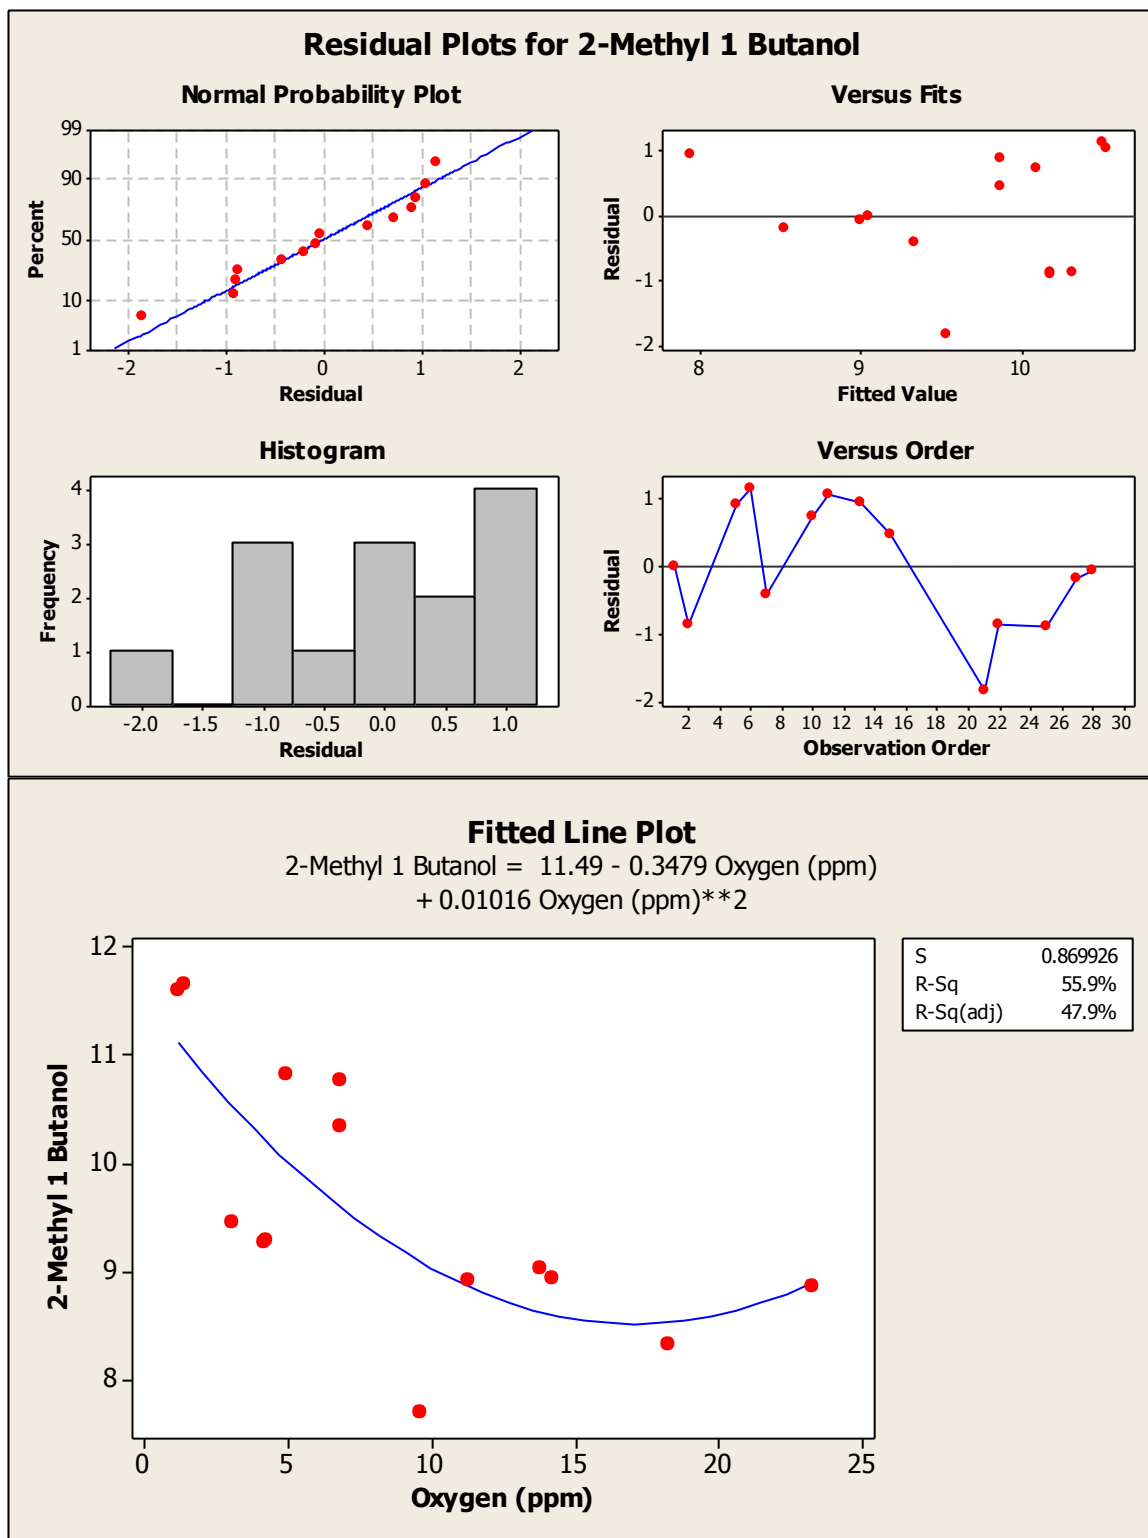 Residual Plots for 2-Methyl 1 Butanol
Normal Probability Plot
99
90
50
10
1
Percent
-2 -1 0 1 2
Residual
Versus Fits
1
0
-1
-2
Residual
8 9 10
Fitted Value
Histogram
4
3
2
1
0
Frequency
-2.0 -1.5 -1.0 -0.5 0.0 0.5 1.0
Residual
Versus Order
1
0
-1
-2
Residual
2 4 6 8 10 12 14 16 18 20 22 24 26 28 30
Observation Order
Fitted Line Plot
2-Methyl 1 Butanol = 11.49 - 0.3479 Oxygen (ppm)
+ 0.01016 Oxygen (ppm)**2
12
11
10
9
8
2-Methyl 1 Butanol
0 5 10 15 20 25
Oxygen (ppm)
S 0.869926
R-Sq 55.9%
R-Sq(adj) 47.9%